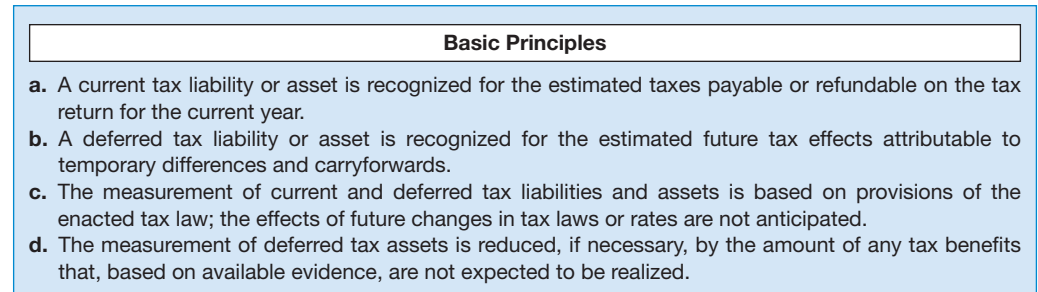 Basic Principles
a. A current tax liability or asset is recognized for the estimated taxes payable or refundable on the tax
return for the current year.
b. A deferred tax liability or asset is recognized for the estimated future tax effects attributable to
temporary differences and carryforwards.
c. The measurement of current and deferred tax liabilities and assets is based on provisions of the
enacted tax law; the effects of future changes in tax laws or rates are not anticipated.
d. The measurement of deferred tax assets is reduced, if necessary, by the amount of any tax benefits
that, based on available evidence, are not expected to be realized.